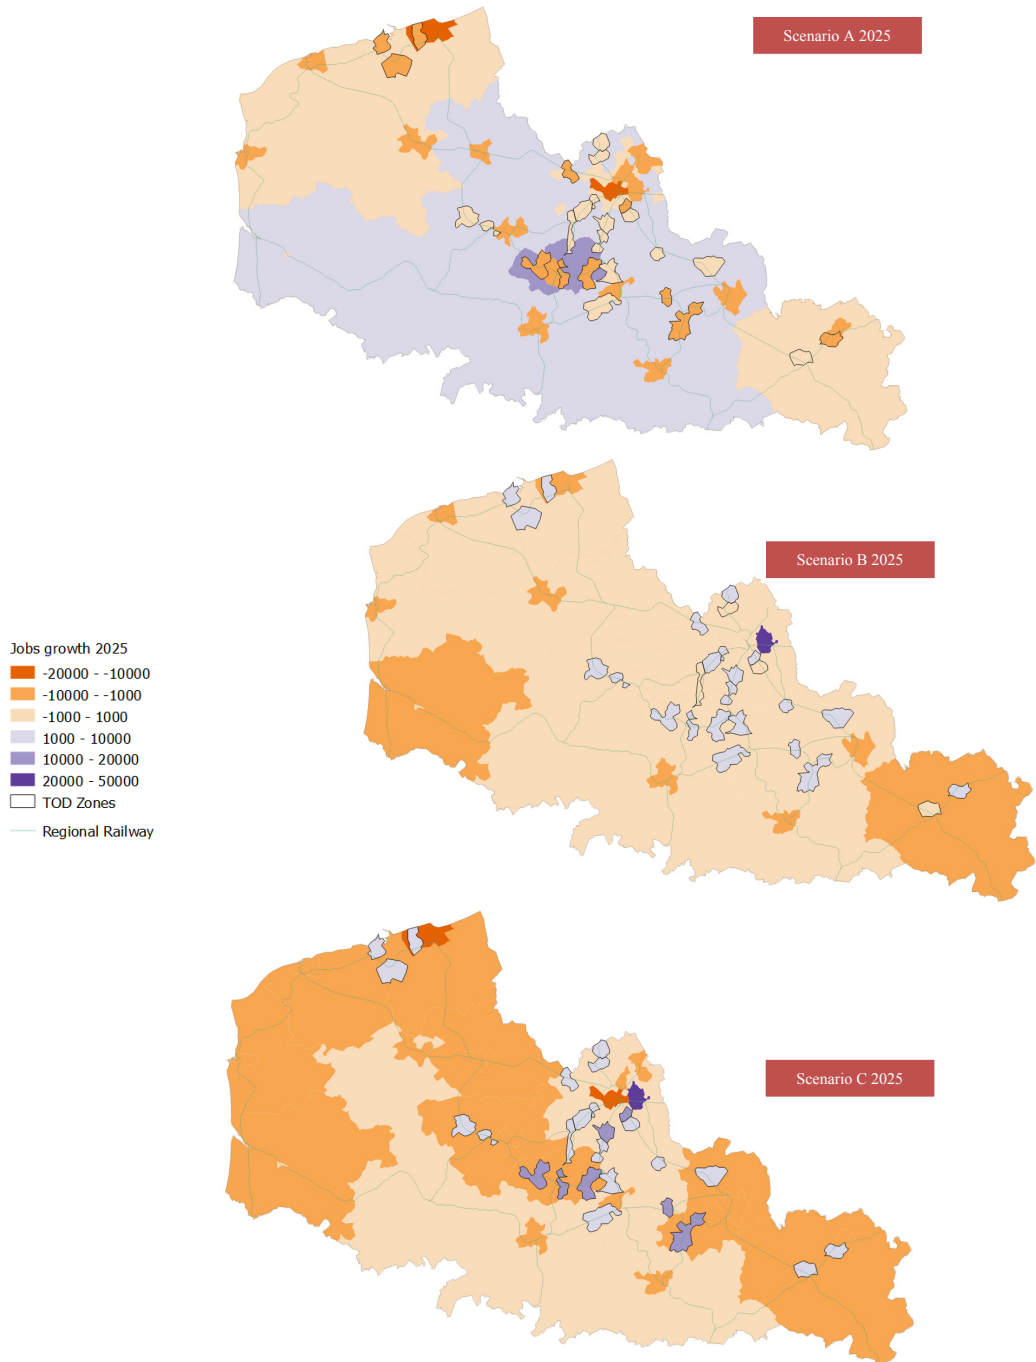 Scenario A 2025
Scenario B 2025
Jobs growth 2025
-20000 - -10000
-10000 - -1000
-1000 - 1000
1000 - 10000
10000 - 20000
20000 - 50000
TOD Zones
Regional Railway
Scenario C 2025